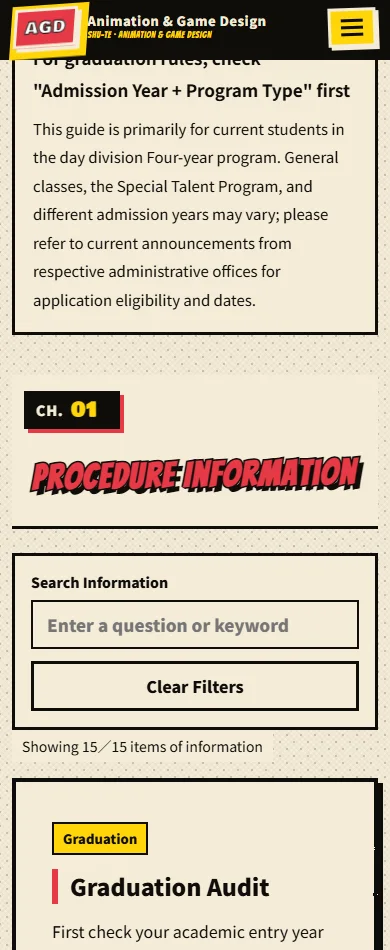 AGD
Animation & Game Design
SHU-TE · ANIMATION & GAME DESIGN
For graduation rules, check
"Admission Year + Program Type" first
This guide is primarily for current students in
the day division Four-year program. General
classes, the Special Talent Program, and
different admission years may vary; please
refer to current announcements from
respective administrative offices for
application eligibility and dates.
CH. 01
PROCEDURE INFORMATION
Search Information
Enter a question or keyword
Clear Filters
Showing 15／15 items of information
Graduation
Graduation Audit
First check your academic entry year